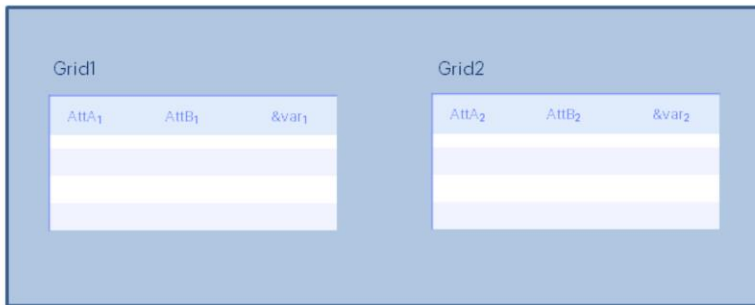 Grid1
AttA₁ AttB₁ &var₁
Grid2
AttA₂ AttB₂ &var₂